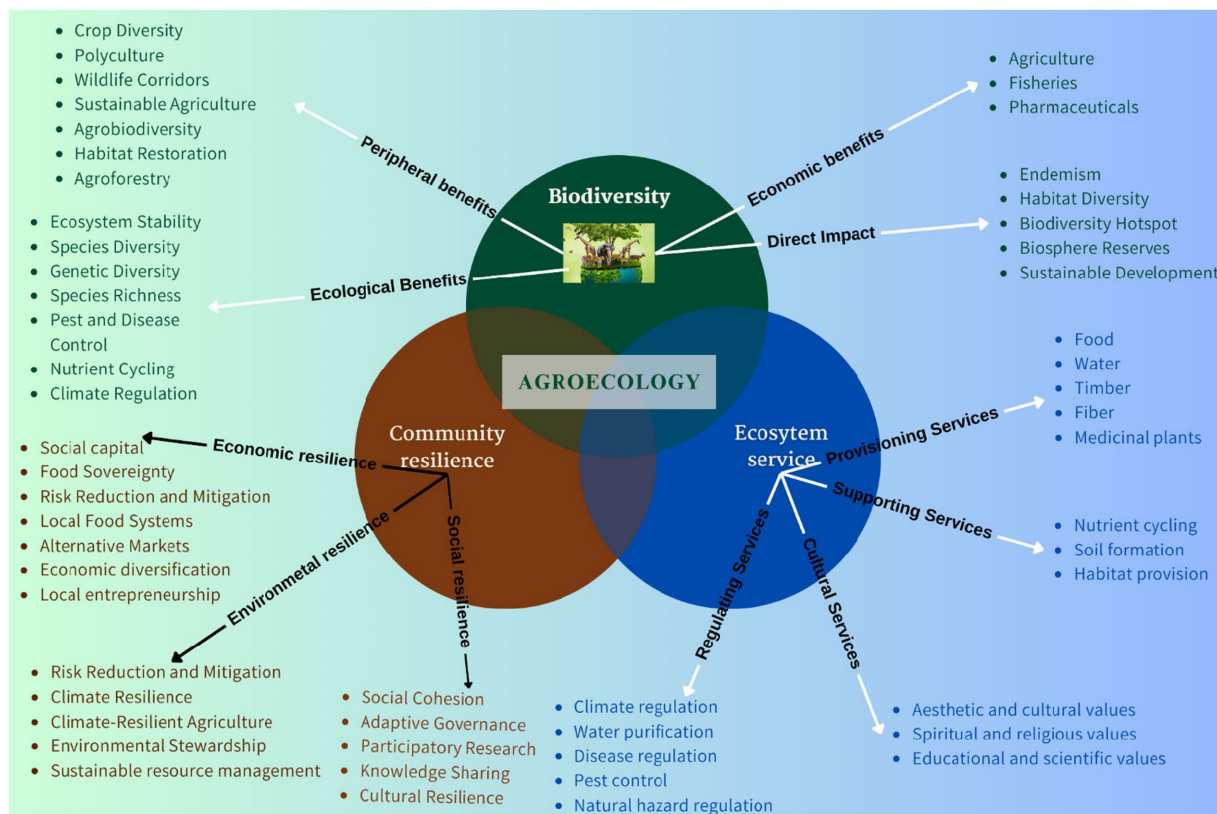 • Crop Diversity
• Polyculture
• Wildlife Corridors
• Sustainable Agriculture
• Agrobiodiversity
• Habitat Restoration
• Agroforestry
Peripheral benefits
• Ecosystem Stability
• Species Diversity
• Genetic Diversity
• Species Richness
• Pest and Disease
Control
• Nutrient Cycling
• Climate Regulation
Ecological Benefits
Biodiversity
Economic benefits
• Agriculture
• Fisheries
• Pharmaceuticals
Direct Impact
• Endemism
• Habitat Diversity
• Biodiversity Hotspot
• Biosphere Reserves
• Sustainable Development
AGROECOLOGY
Community
resilience
Economic resilience
• Social capital
• Food Sovereignty
• Risk Reduction and Mitigation
• Local Food Systems
• Alternative Markets
• Economic diversification
• Local entrepreneurship
Environmetal resilience
• Risk Reduction and Mitigation
• Climate Resilience
• Climate-Resilient Agriculture
• Environmental Stewardship
• Sustainable resource management
Social resilience
• Social Cohesion
• Adaptive Governance
• Participatory Research
• Knowledge Sharing
• Cultural Resilience
Ecosytem
service
Provisioning Services
• Food
• Water
• Timber
• Fiber
• Medicinal plants
Supporting Services
• Nutrient cycling
• Soil formation
• Habitat provision
Regulating Services
• Climate regulation
• Water purification
• Disease regulation
• Pest control
• Natural hazard regulation
Cultural Services
• Aesthetic and cultural values
• Spiritual and religious values
• Educational and scientific values